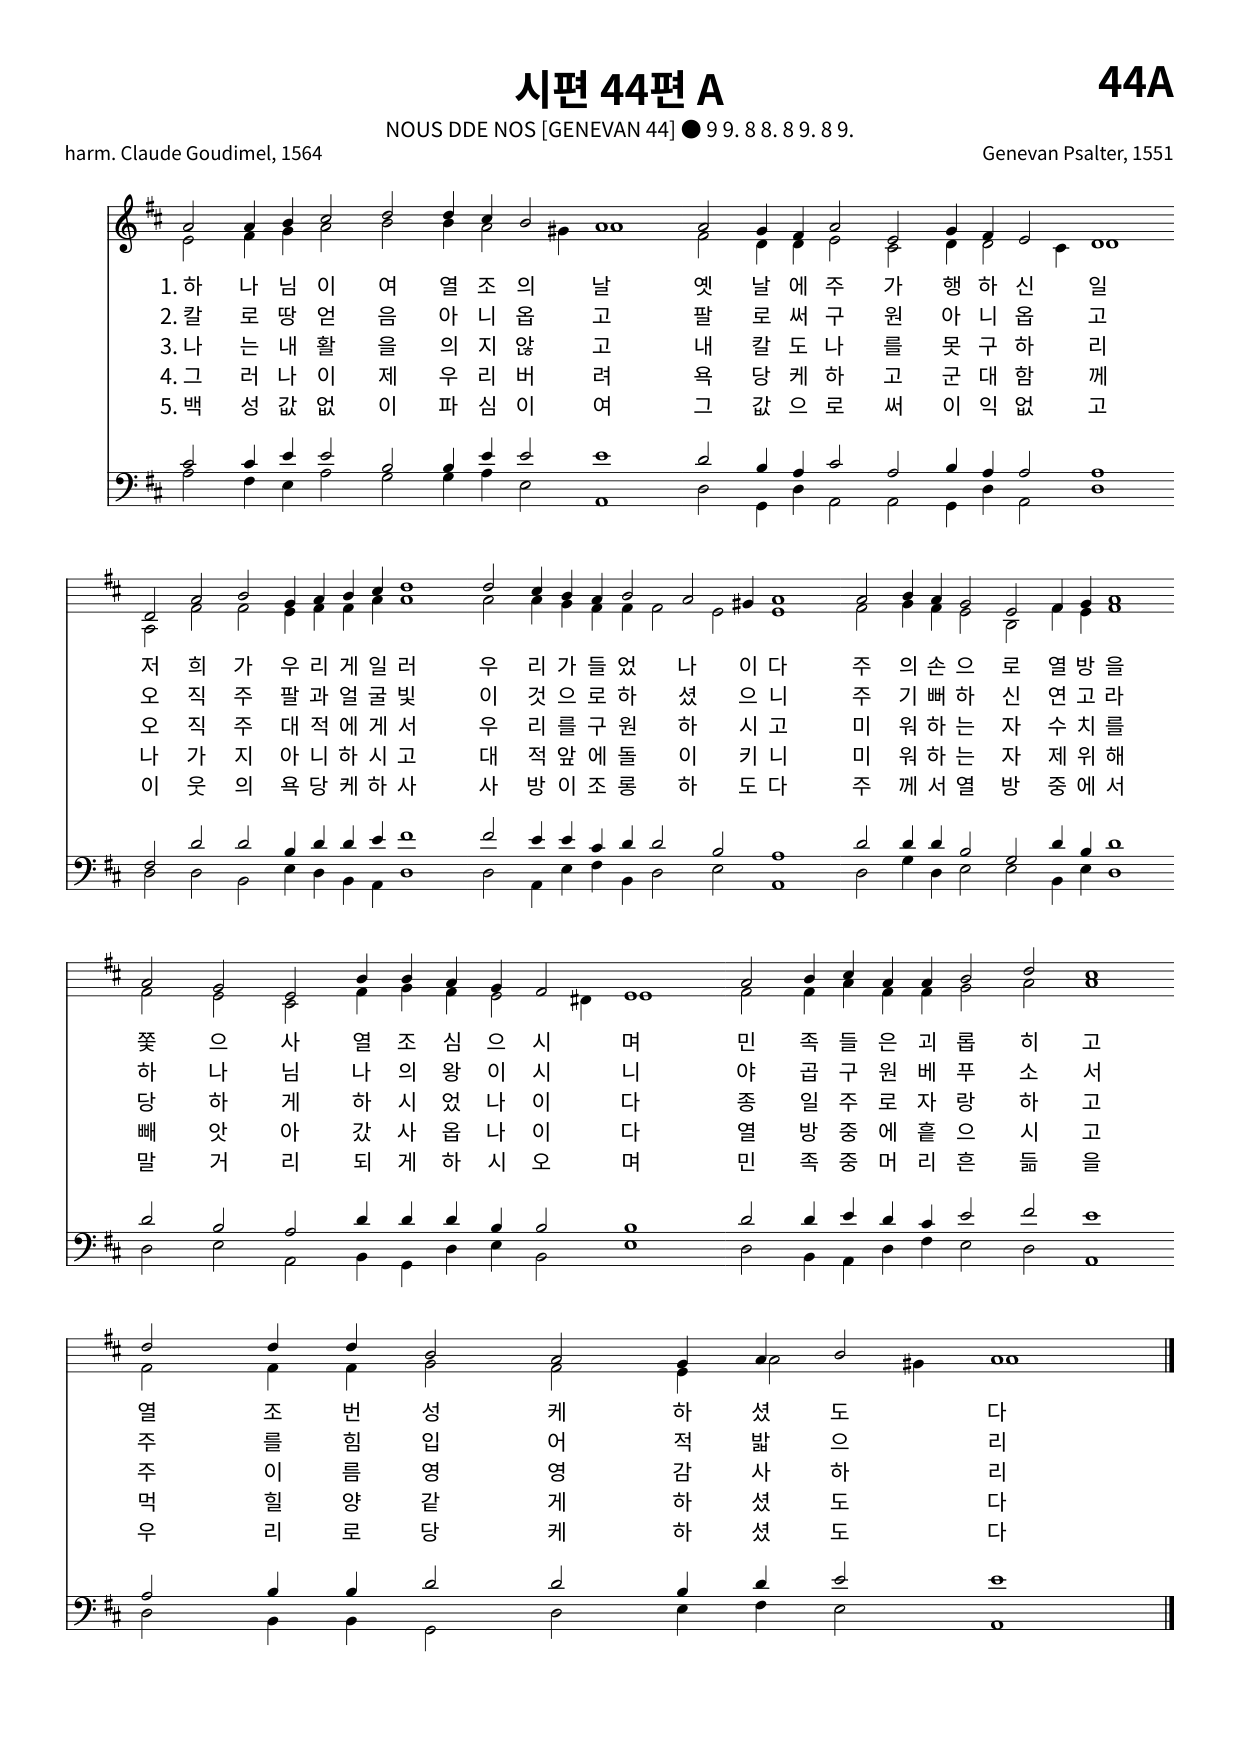 시편 44편 A
44A
NOUS DDE NOS [GENEVAN 44] ● 9 9. 8 8. 8 9. 8 9.
harm. Claude Goudimel, 1564
Genevan Psalter, 1551
1. 하 나 님 이 여 열 조 의 날 옛 날 에 주 가 행 하 신 일
2. 칼 로 땅 얻 음 아 니 옵 고 팔 로 써 구 원 아 니 옵 고
3. 나 는 내 활 을 의 지 않 고 내 칼 도 나 를 못 구 하 리
4. 그 러 나 이 제 우 리 버 려 욕 당 케 하 고 군 대 함 께
5. 백 성 값 없 이 파 심 이 여 그 값 으 로 써 이 익 없 고
저 희 가 우 리 게 일 러 우 리 가 들 었 나 이 다 주 의 손 으 로 열 방 을
오 직 주 팔 과 얼 굴 빛 이 것 으 로 하 셨 으 니 주 기 뻐 하 신 연 고 라
오 직 주 대 적 에 게 서 우 리 를 구 원 하 시 고 미 워 하 는 자 수 치 를
나 가 지 아 니 하 시 고 대 적 앞 에 돌 이 키 니 미 워 하 는 자 제 위 해
이 웃 의 욕 당 케 하 사 사 방 이 조 롱 하 도 다 주 께 서 열 방 중 에 서
쫓 으 사 열 조 심 으 시 며 민 족 들 은 괴 롭 히 고
하 나 님 나 의 왕 이 시 니 야 곱 구 원 베 푸 소 서
당 하 게 하 시 었 나 이 다 종 일 주 로 자 랑 하 고
빼 앗 아 갔 사 옵 나 이 다 열 방 중 에 흩 으 시 고
말 거 리 되 게 하 시 오 며 민 족 중 머 리 흔 듦 을
열 조 번 성 케 하 셨 도 다
주 를 힘 입 어 적 밟 으 리
주 이 름 영 영 감 사 하 리
먹 힐 양 같 게 하 셨 도 다
우 리 로 당 케 하 셨 도 다